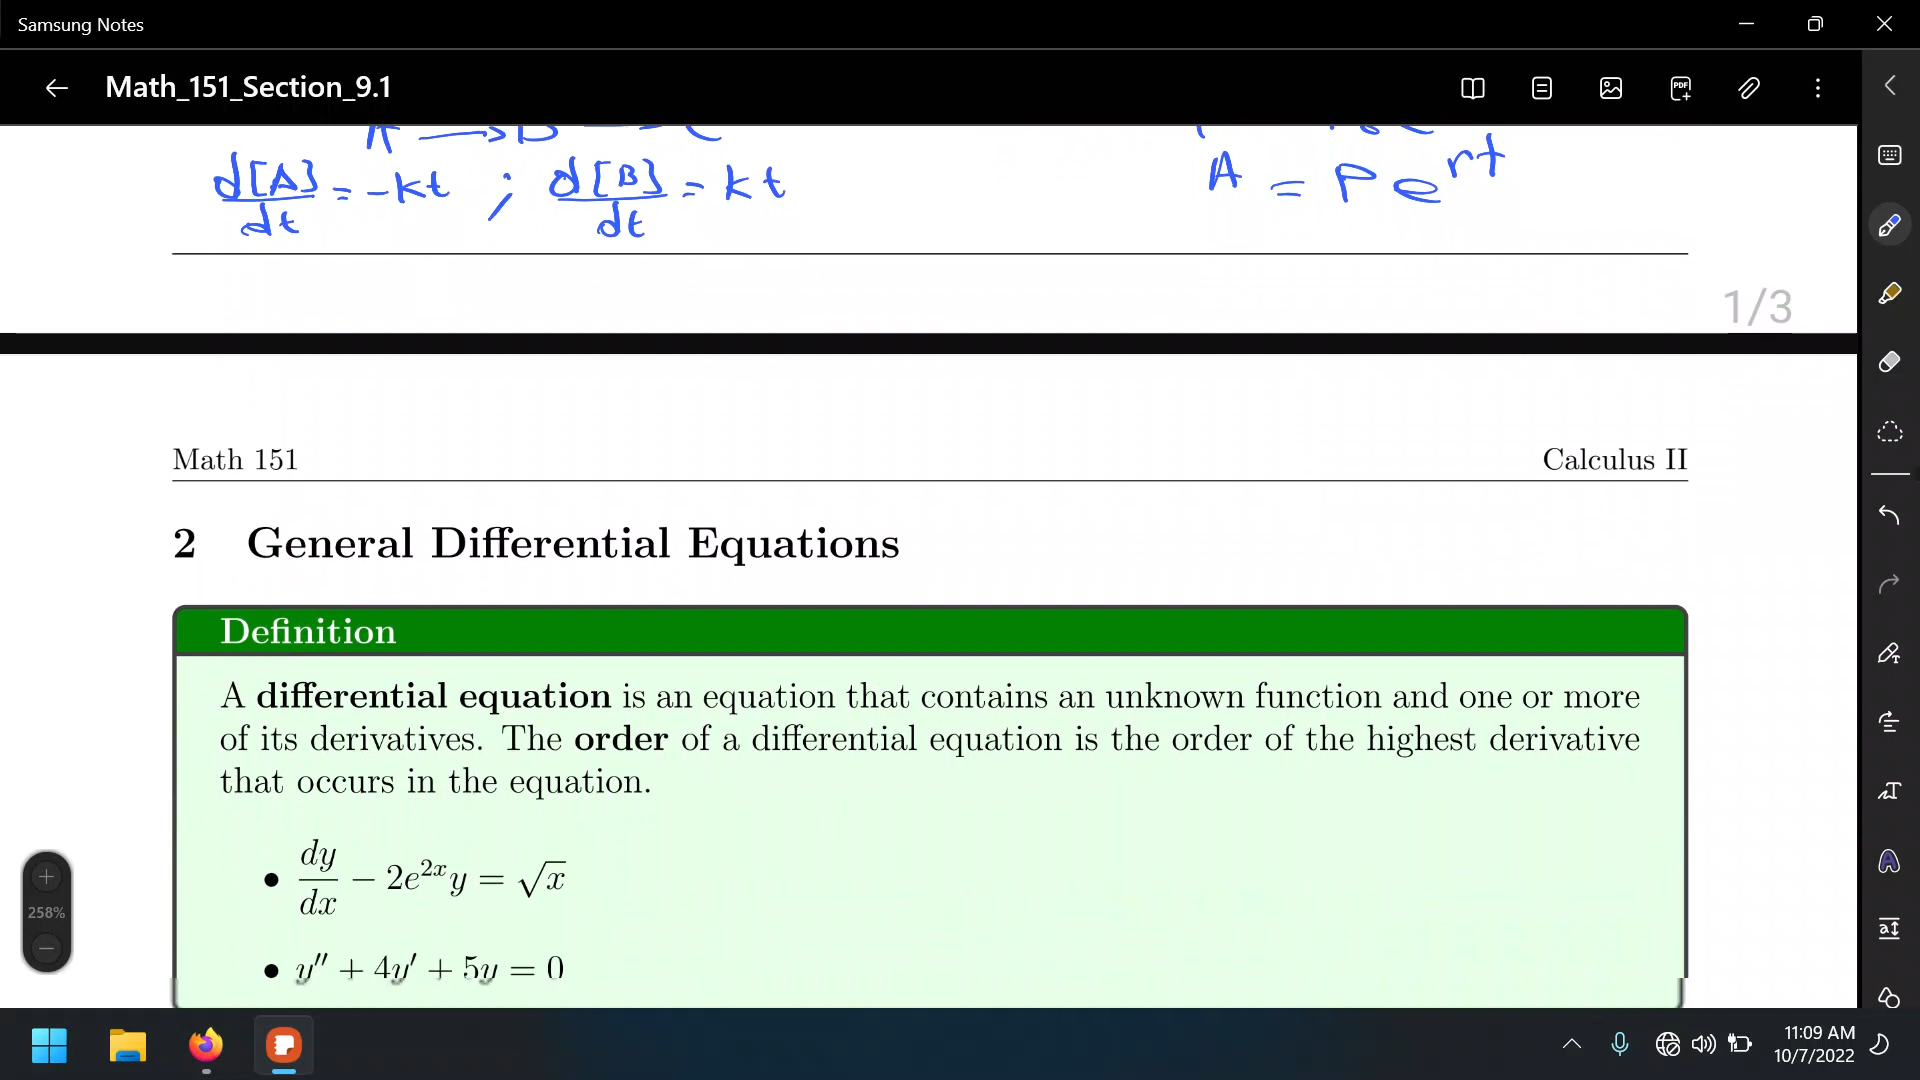 Samsung Notes
Math_151_Section_9.1
d[A]/dt = -kt ; d[B]/dt = kt
A = Pe^rt
1/3
Math 151
Calculus II
2 General Differential Equations
Definition
A differential equation is an equation that contains an unknown function and one or more
of its derivatives. The order of a differential equation is the order of the highest derivative
that occurs in the equation.
• dy/dx − 2e^2x y = √x
• y″ + 4y′ + 5y = 0
258%
11:09 AM
10/7/2022